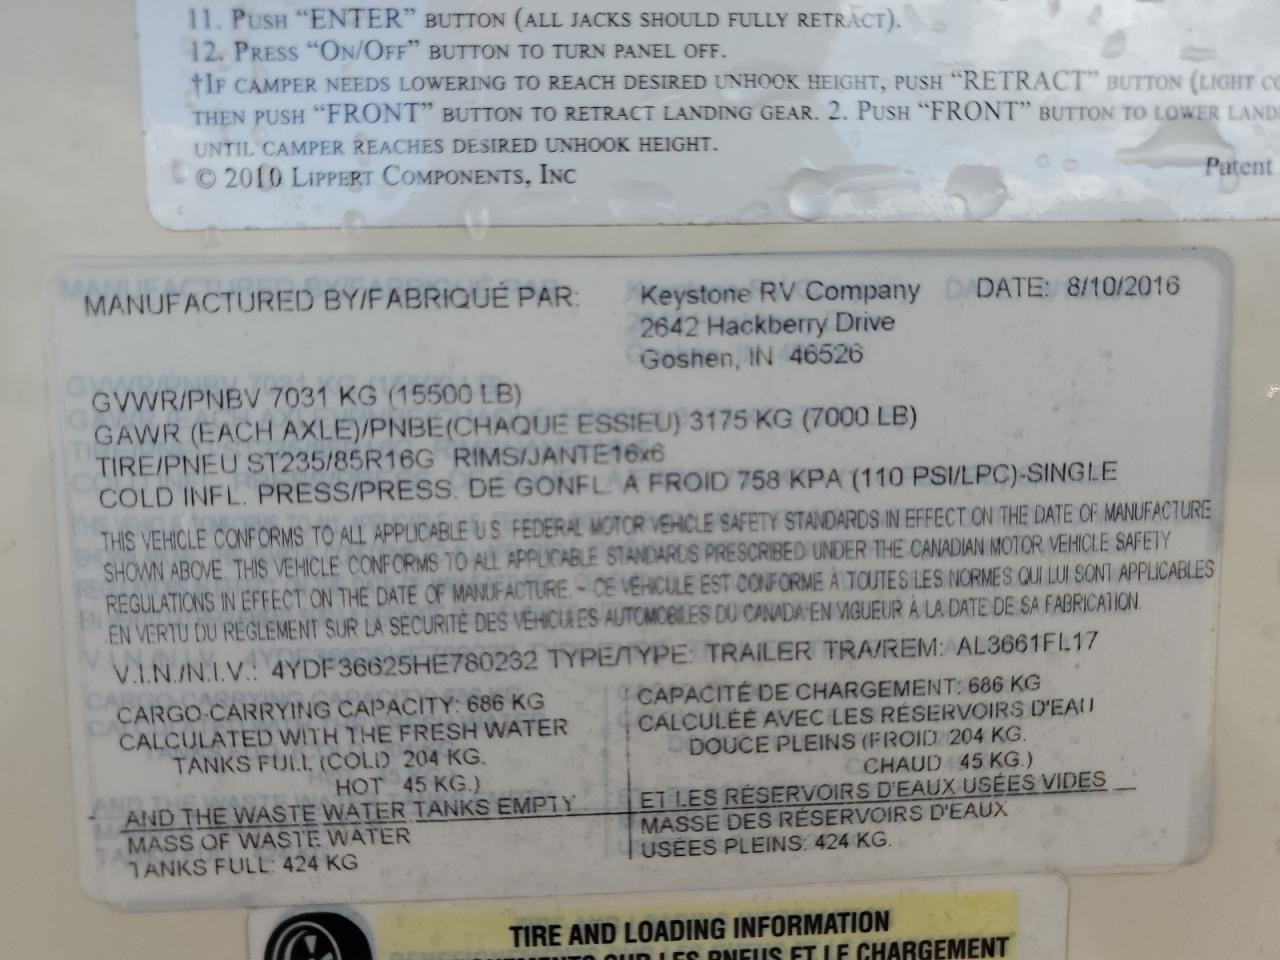 11. PUSH “ENTER” BUTTON (ALL JACKS SHOULD FULLY RETRACT).
12. PRESS “ON/OFF” BUTTON TO TURN PANEL OFF.
†IF CAMPER NEEDS LOWERING TO REACH DESIRED UNHOOK HEIGHT, PUSH “RETRACT” BUTTON (LIGHT
THEN PUSH “FRONT” BUTTON TO RETRACT LANDING GEAR. 2. PUSH “FRONT” BUTTON TO LOWER
UNTIL CAMPER REACHES DESIRED UNHOOK HEIGHT.
© 2010 LIPPERT COMPONENTS, INC
Patent
MANUFACTURED BY/FABRIQUÉ PAR: Keystone RV Company DATE: 8/10/2016
2642 Hackberry Drive
Goshen, IN 46526
GVWR/PNBV 7031 KG (15500 LB)
GAWR (EACH AXLE)/PNBE(CHAQUE ESSIEU) 3175 KG (7000 LB)
TIRE/PNEU ST235/85R16G RIMS/JANTE16x6
COLD INFL. PRESS/PRESS. DE GONFL. A FROID 758 KPA (110 PSI/LPC)-SINGLE
THIS VEHICLE CONFORMS TO ALL APPLICABLE U.S. FEDERAL MOTOR VEHICLE SAFETY STANDARDS IN EFFECT ON THE DATE OF MANUFACTURE
SHOWN ABOVE. THIS VEHICLE CONFORMS TO ALL APPLICABLE STANDARDS PRESCRIBED UNDER THE CANADIAN MOTOR VEHICLE SAFETY
REGULATIONS IN EFFECT ON THE DATE OF MANUFACTURE. - CE VÉHICULE EST CONFORME À TOUTES LES NORMES QUI LUI SONT APPLICABLES
EN VERTU DU RÈGLEMENT SUR LA SÉCURITÉ DES VÉHICULES AUTOMOBILES DU CANADA EN VIGUEUR À LA DATE DE SA FABRICATION.
V.I.N./N.I.V.: 4YDF36625HE780232 TYPE/TYPE: TRAILER TRA/REM: AL3661FL17
CARGO-CARRYING CAPACITY: 686 KG
CALCULATED WITH THE FRESH WATER
TANKS FULL (COLD 204 KG.
HOT 45 KG.)
AND THE WASTE WATER TANKS EMPTY
MASS OF WASTE WATER
TANKS FULL: 424 KG
CAPACITÉ DE CHARGEMENT: 686 KG
CALCULÉE AVEC LES RÉSERVOIRS D'EAU
DOUCE PLEINS (FROID 204 KG.
CHAUD 45 KG.)
ET LES RÉSERVOIRS D'EAUX USÉES VIDES
MASSE DES RÉSERVOIRS D'EAUX
USÉES PLEINS: 424 KG.
TIRE AND LOADING INFORMATION
SUR LES PNEUS ET LE CHARGEMENT